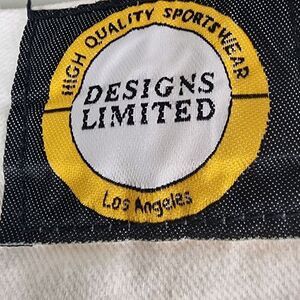 HIGH QUALITY SPORTSWEAR
DESIGNS
LIMITED
Los Angeles